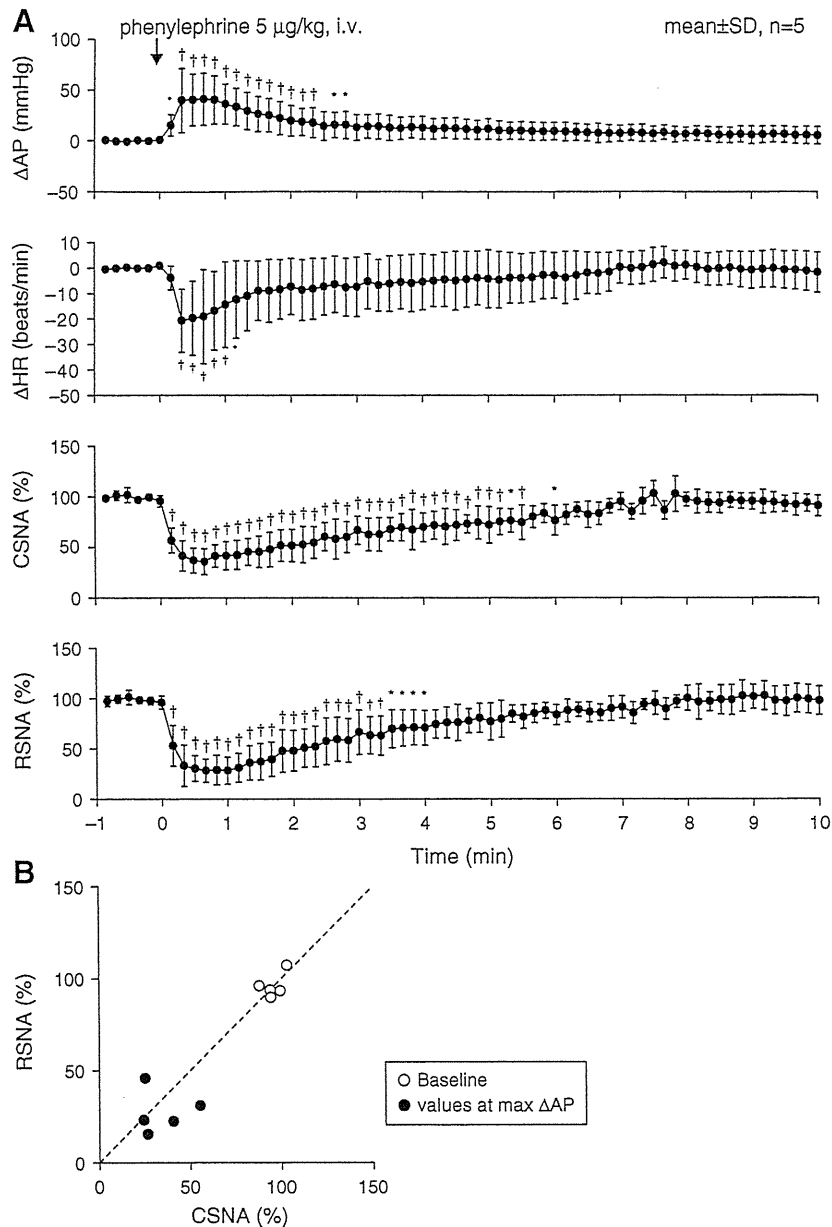 A
phenylephrine 5 μg/kg, i.v.
mean±SD, n=5
ΔAP (mmHg)
100
50
0
−50
* † † † † † † † † † † † † † * *
ΔHR (beats/min)
10
0
−10
−20
−30
−40
−50
† † † † † *
CSNA (%)
150
100
50
0
RSNA (%)
150
100
50
0
−1 0 1 2 3 4 5 6 7 8 9 10
Time (min)
B
RSNA (%)
150
100
50
0
0 50 100 150
CSNA (%)
Baseline
values at max ΔAP